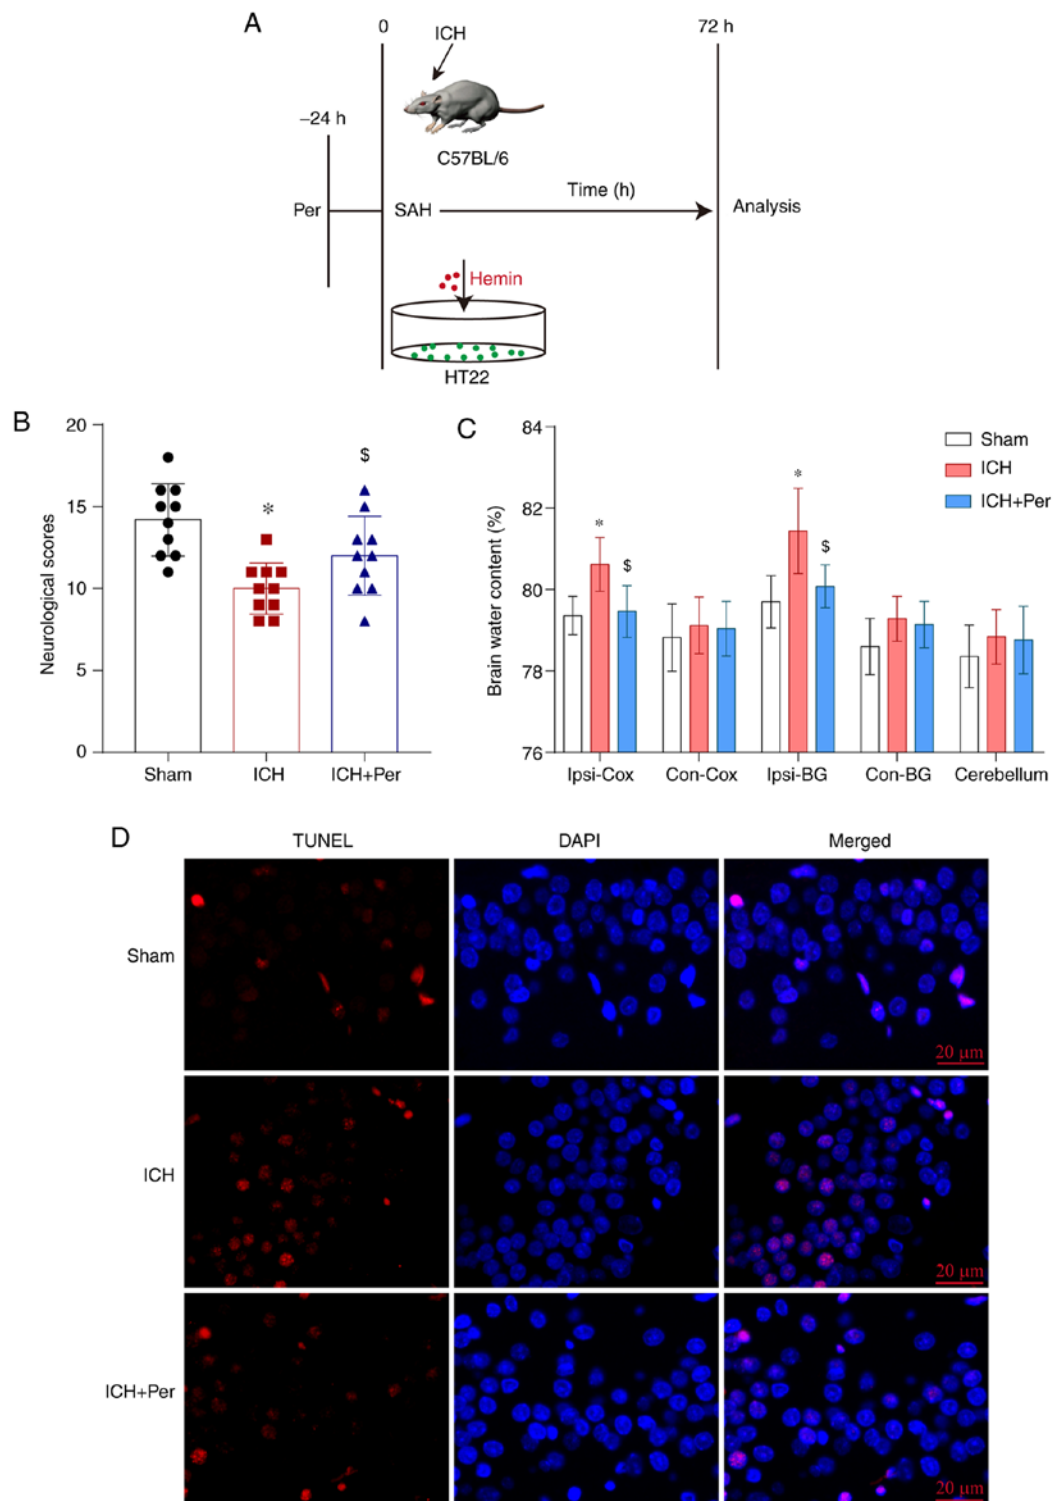 A
0
ICH
72 h
−24 h
C57BL/6
Time (h)
Per
SAH
Analysis
Hemin
HT22
B
20
15
10
5
0
Neurological scores
*
$
Sham
ICH
ICH+Per
C
84
82
80
78
76
Brain water content (%)
*
$
*
$
Sham
ICH
ICH+Per
Ipsi-Cox
Con-Cox
Ipsi-BG
Con-BG
Cerebellum
D
TUNEL
DAPI
Merged
Sham
20 µm
ICH
20 µm
ICH+Per
20 µm